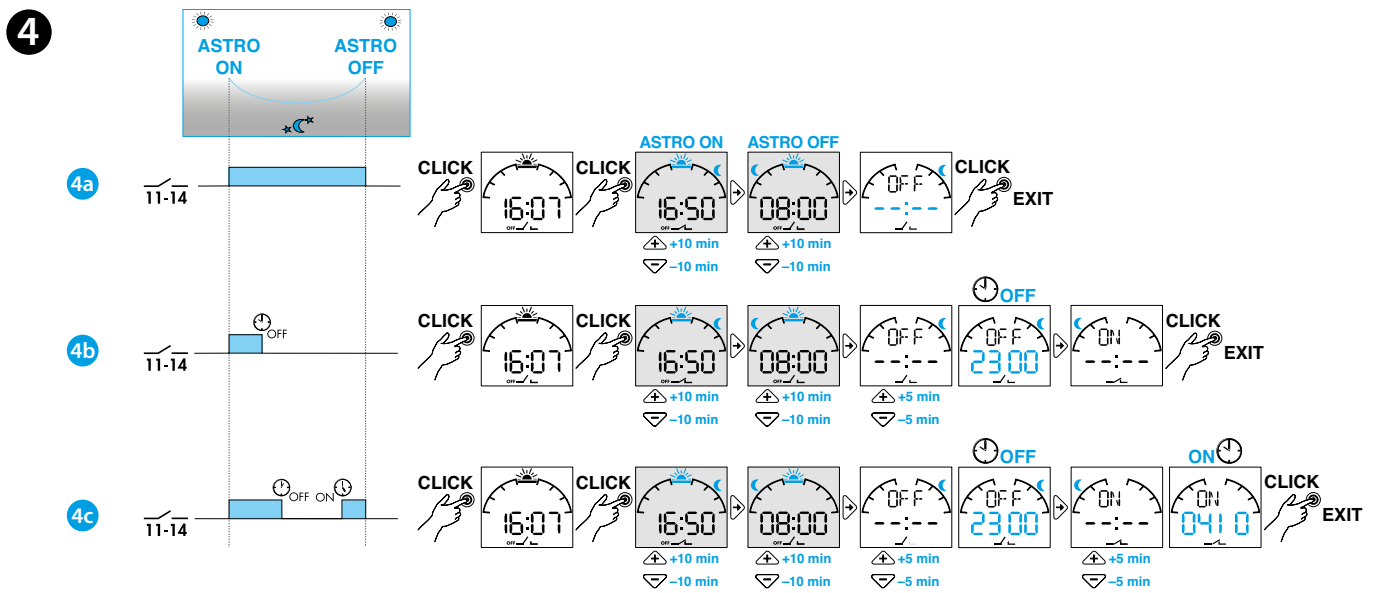 4
ASTRO ON
ASTRO OFF
4a
11-14
CLICK
16:07
OFF
CLICK
ASTRO ON
16:50
+10 min
–10 min
ASTRO OFF
08:00
OFF
+10 min
–10 min
OFF
--:--
CLICK
EXIT
4b
11-14
OFF
CLICK
16:07
OFF
CLICK
16:50
+10 min
–10 min
08:00
OFF
+10 min
–10 min
OFF
--:--
+5 min
–5 min
OFF
OFF
23:00
ON
--:--
CLICK
EXIT
4c
11-14
OFF
ON
CLICK
16:07
OFF
CLICK
16:50
+10 min
–10 min
08:00
OFF
+10 min
–10 min
OFF
--:--
+5 min
–5 min
OFF
OFF
23:00
ON
--:--
+5 min
–5 min
ON
ON
0410
CLICK
EXIT